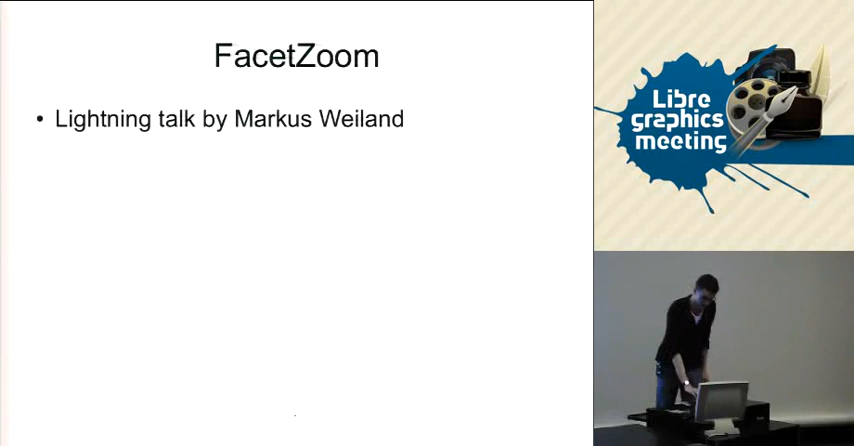 FacetZoom
• Lightning talk by Markus Weiland
Libre
graphics
meeting